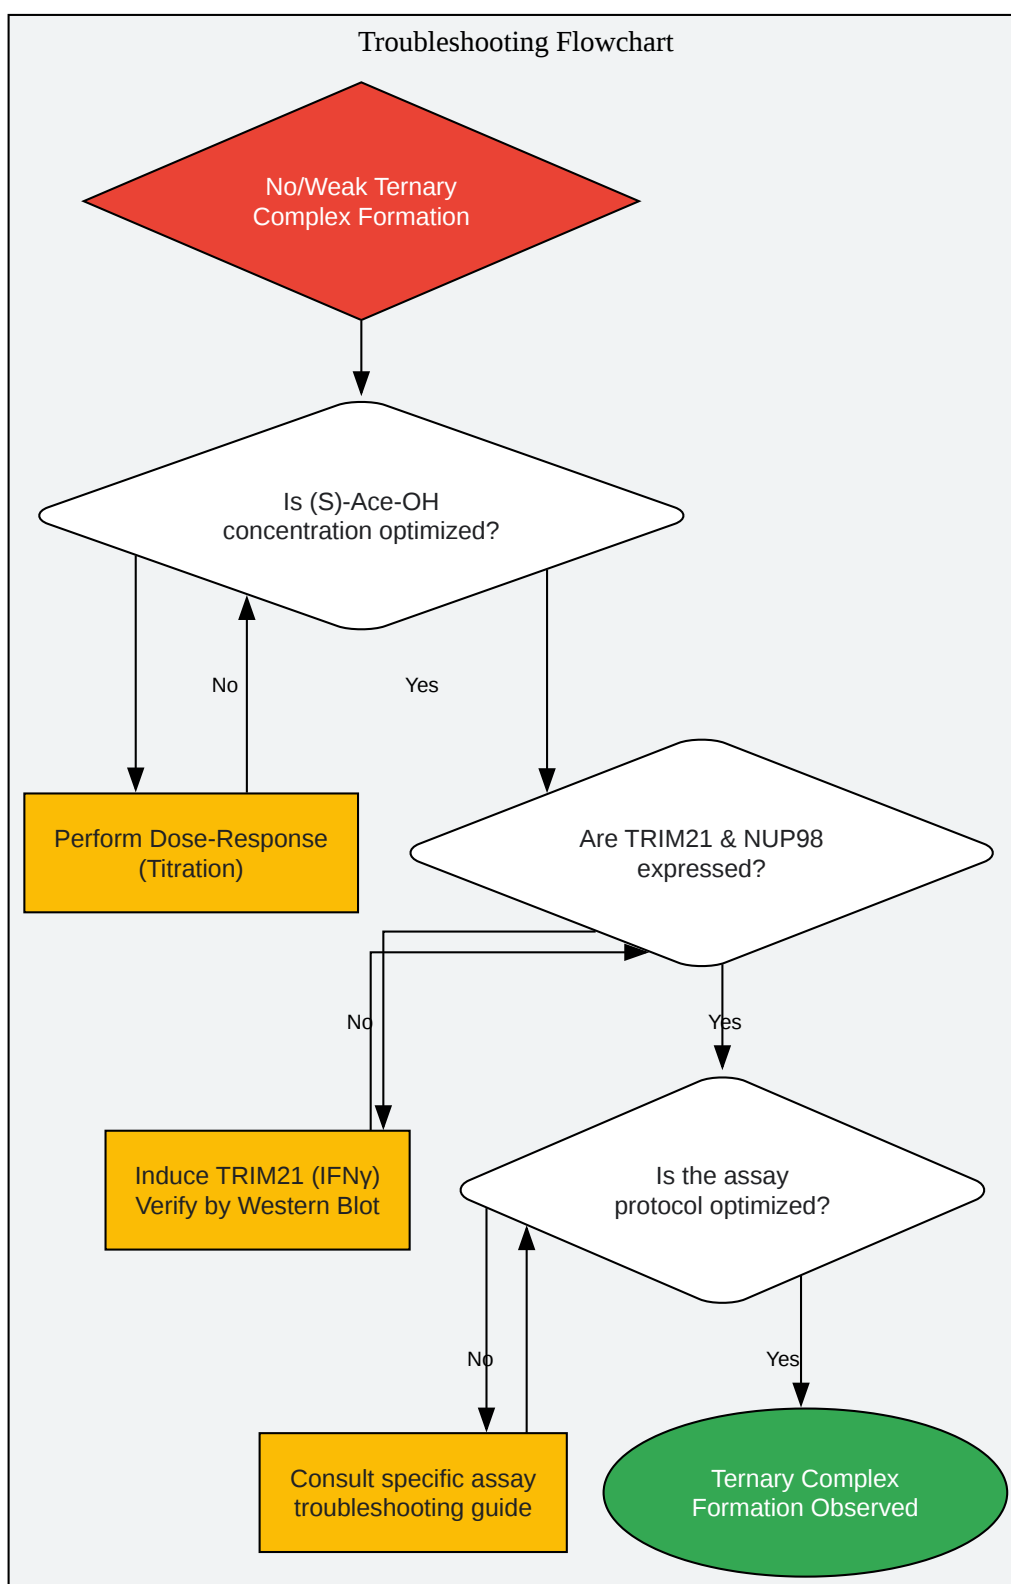 Troubleshooting Flowchart
No/Weak Ternary
Complex Formation
Is (S)-Ace-OH
concentration optimized?
No
Yes
Perform Dose-Response
(Titration)
Are TRIM21 & NUP98
expressed?
No
Yes
Induce TRIM21 (IFNγ)
Verify by Western Blot
Is the assay
protocol optimized?
No
Yes
Consult specific assay
troubleshooting guide
Ternary Complex
Formation Observed